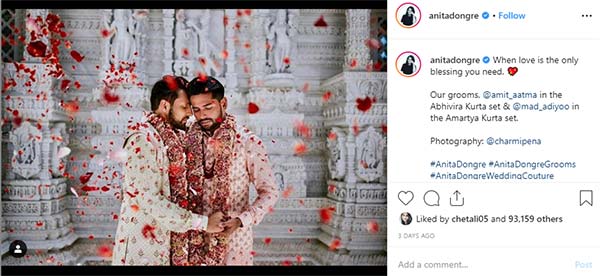 anitadongre • Follow
anitadongre When love is the only
blessing you need.
Our grooms, @amit_aatma in the
Abhivira Kurta set & @mad_adiyoo in
the Amartya Kurta set.
Photography: @charmipena
#AnitaDongre #AnitaDongreGrooms
#AnitaDongreWeddingCouture
Liked by chetali05 and 93,159 others
3 DAYS AGO
Add a comment...
Post